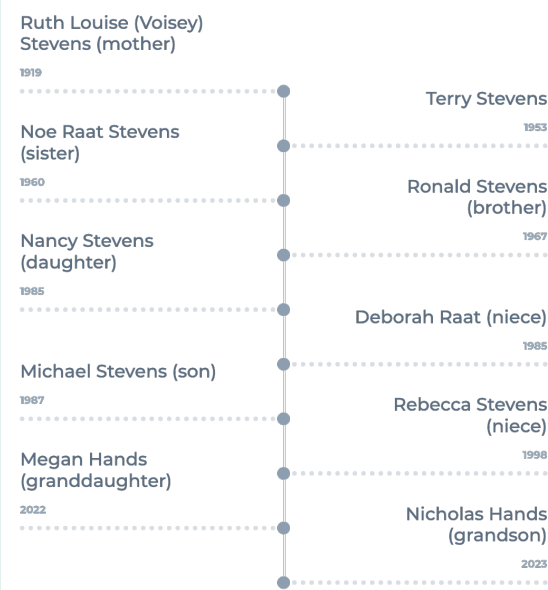 Ruth Louise (Voisey)
Stevens (mother)
1919
Terry Stevens
1953
Noe Raat Stevens
(sister)
1960
Ronald Stevens
(brother)
1967
Nancy Stevens
(daughter)
1985
Deborah Raat (niece)
1985
Michael Stevens (son)
1987
Rebecca Stevens
(niece)
1998
Megan Hands
(granddaughter)
2022
Nicholas Hands
(grandson)
2023